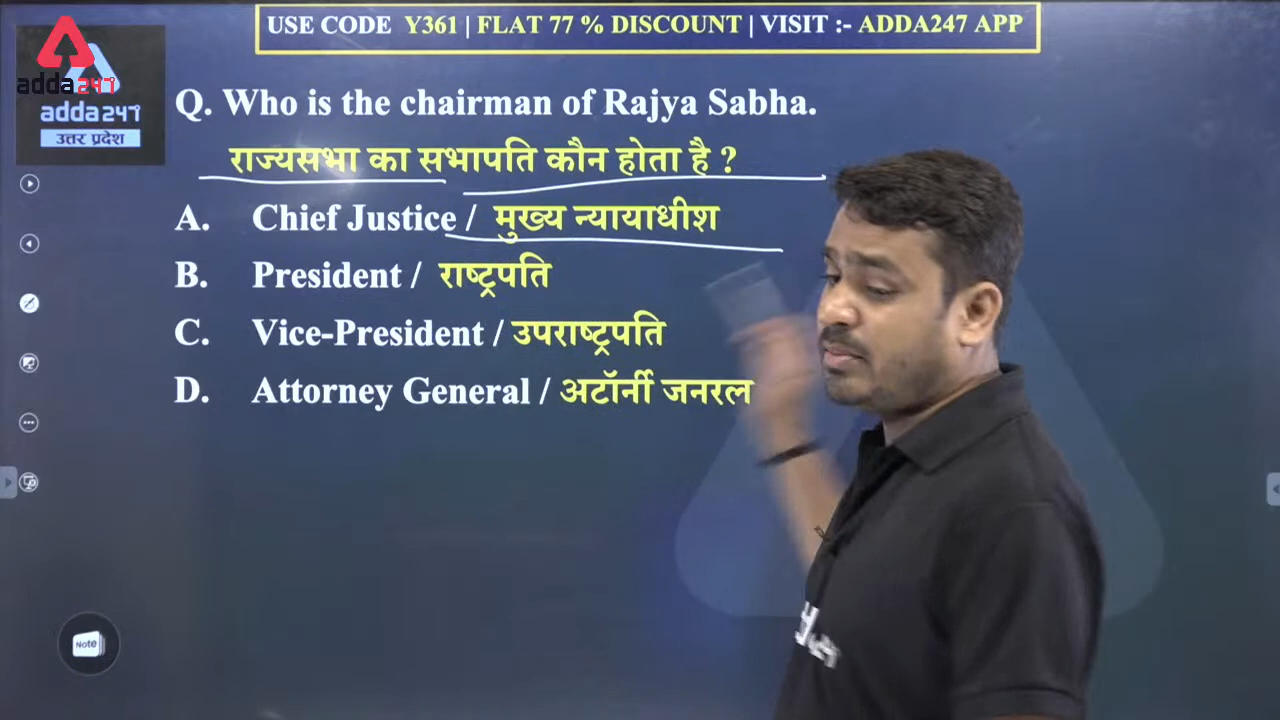 USE CODE Y361 | FLAT 77 % DISCOUNT | VISIT :- ADDA247 APP
adda247
adda247
उत्तर प्रदेश
Q. Who is the chairman of Rajya Sabha.
राज्यसभा का सभापति कौन होता है ?
A. Chief Justice / मुख्य न्यायाधीश
B. President / राष्ट्रपति
C. Vice-President / उपराष्ट्रपति
D. Attorney General / अटॉर्नी जनरल
Note